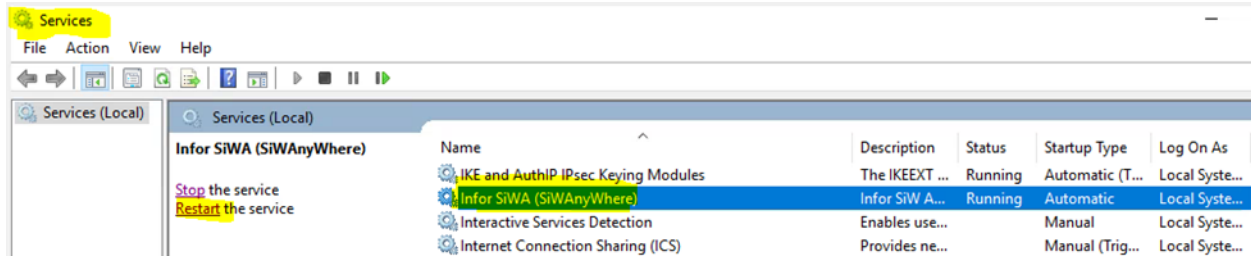 Services
File Action View Help
Services (Local)
Services (Local)
Infor SiWA (SiWAnyWhere)
Stop the service
Restart the service
Name Description Status Startup Type Log On As
IKE and AuthIP IPsec Keying Modules The IKEEXT ... Running Automatic (T... Local Syste...
Infor SiWA (SiWAnyWhere) Infor SiW A... Running Automatic Local Syste...
Interactive Services Detection Enables use... Manual Local Syste...
Internet Connection Sharing (ICS) Provides ne... Manual (Trig... Local Syste...